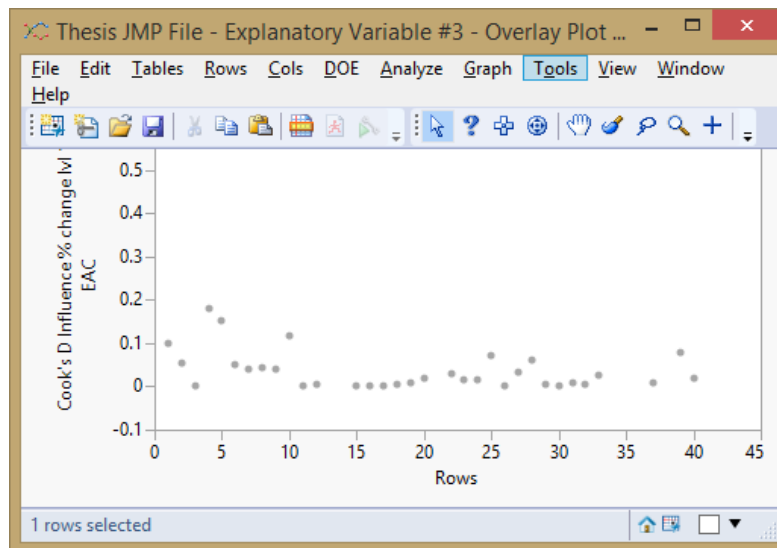 Thesis JMP File - Explanatory Variable #3 - Overlay Plot ...
File Edit Tables Rows Cols DOE Analyze Graph Tools View Window
Help
Cook's D Influence % change lvl
EAC
0.5
0.4
0.3
0.2
0.1
0
-0.1
0 5 10 15 20 25 30 35 40 45
Rows
1 rows selected